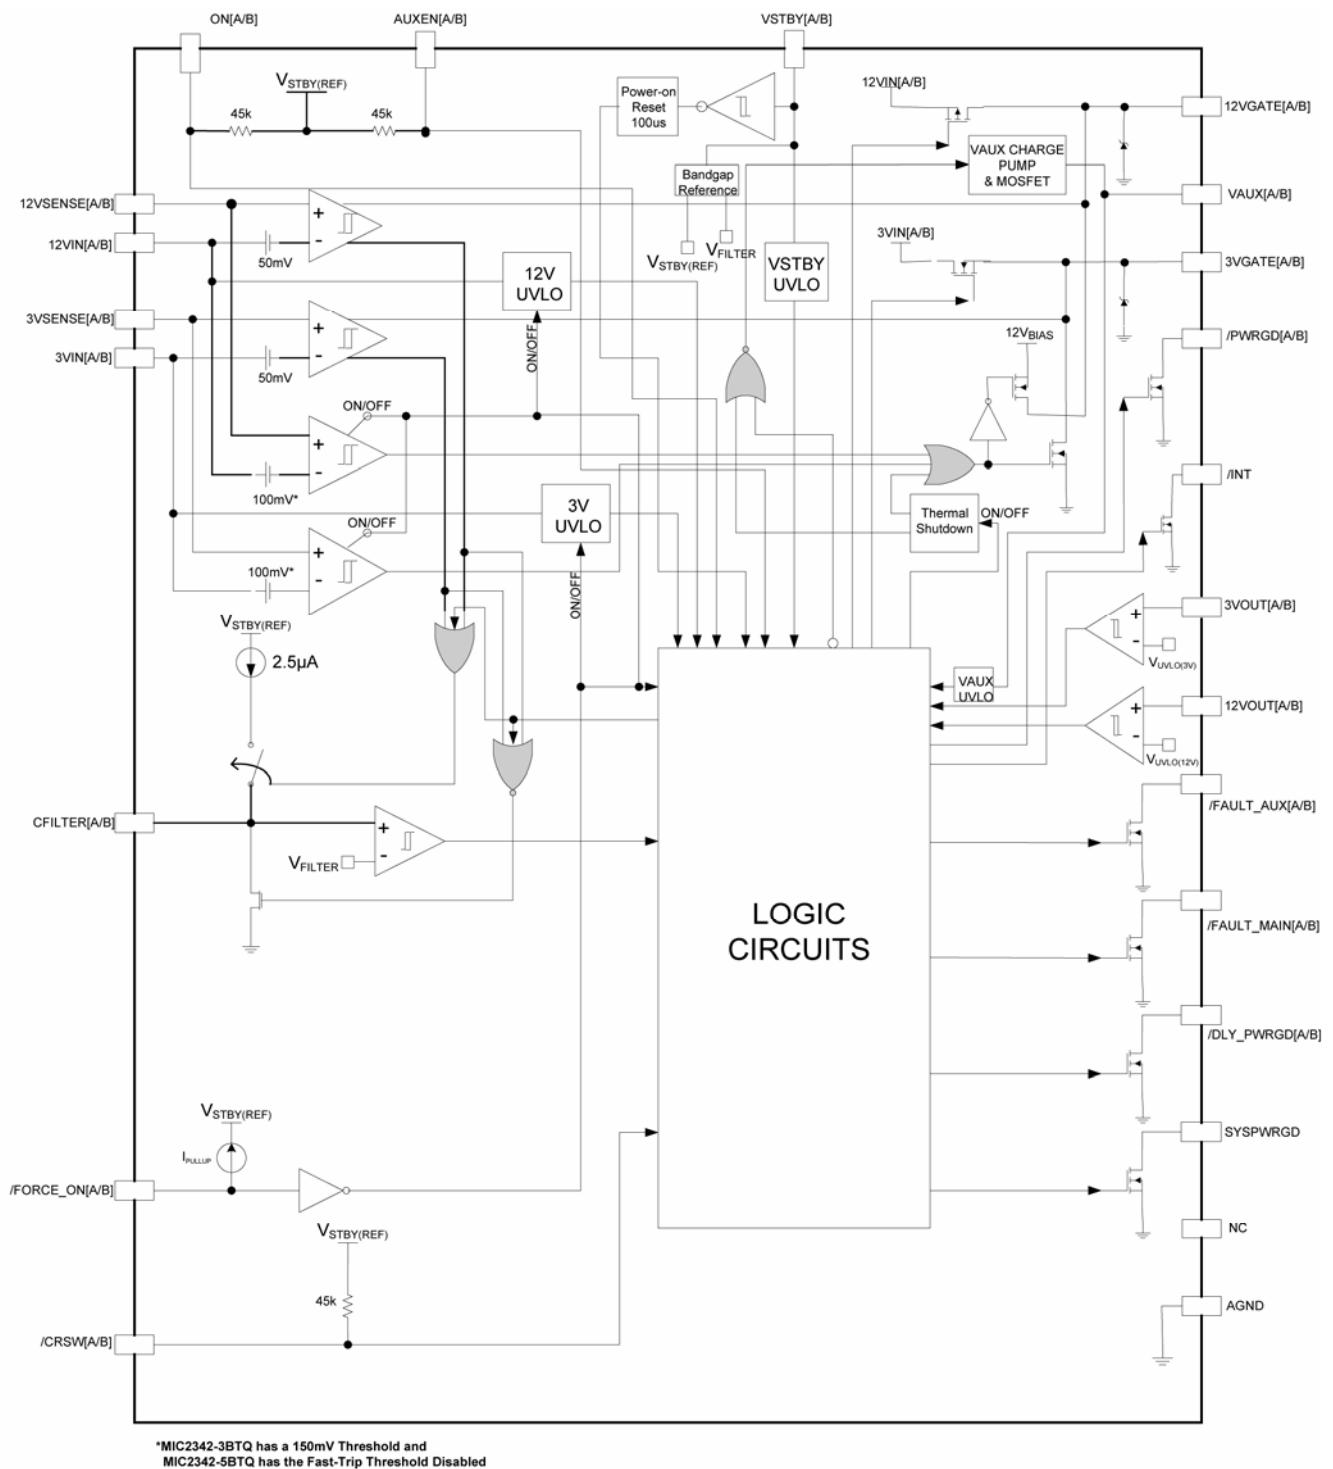 ON[A/B]
AUXEN[A/B]
VSTBY[A/B]
VSTBY(REF)
45k
45k
Power-on
Reset
100us
12VIN[A/B]
12VGATE[A/B]
VAUX CHARGE
PUMP
& MOSFET
Bandgap
Reference
VAUX[A/B]
12VSENSE[A/B]
+
-
12VIN[A/B]
50mV
VSTBY(REF)
VFILTER
12V
UVLO
VSTBY
UVLO
3VIN[A/B]
3VGATE[A/B]
3VSENSE[A/B]
+
-
3VIN[A/B]
50mV
ON/OFF
12VBIAS
/PWRGD[A/B]
ON/OFF
+
-
100mV*
3V
UVLO
/INT
Thermal
Shutdown
ON/OFF
ON/OFF
+
-
100mV*
ON/OFF
3VOUT[A/B]
+
-
VUVLO(3V)
VSTBY(REF)
2.5µA
VAUX
UVLO
12VOUT[A/B]
+
-
VUVLO(12V)
/FAULT_AUX[A/B]
CFILTER[A/B]
+
-
VFILTER
LOGIC
CIRCUITS
/FAULT_MAIN[A/B]
/DLY_PWRGD[A/B]
VSTBY(REF)
IPULLUP
SYSPWRGD
/FORCE_ON[A/B]
VSTBY(REF)
NC
45k
AGND
/CRSW[A/B]
*MIC2342-3BTQ has a 150mV Threshold and
MIC2342-5BTQ has the Fast-Trip Threshold Disabled